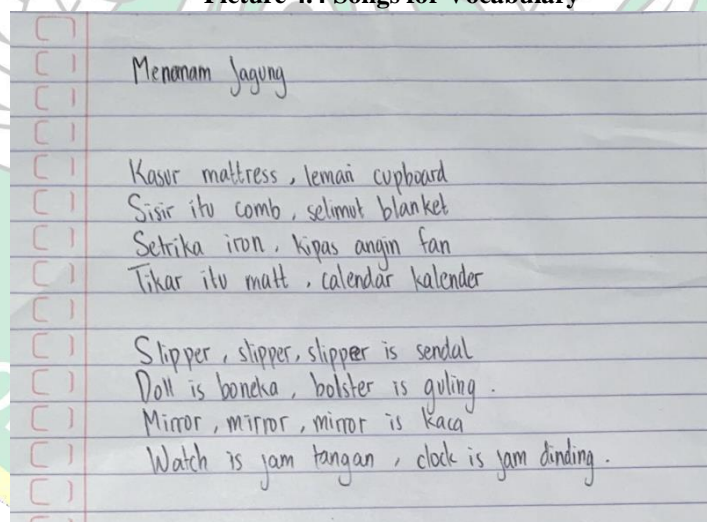 Picture 4.4 Songs for Vocabulary
Menanam Jagung
Kasur mattress, lemari cupboard
Sisir itu comb, selimut blanket
Setrika iron, kipas angin fan
Tikar itu matt, calendar kalender
Slipper, slipper, slipper is sendal
Doll is boneka, bolster is guling.
Mirror, mirror, mirror is kaca
Watch is jam tangan, clock is jam dinding.